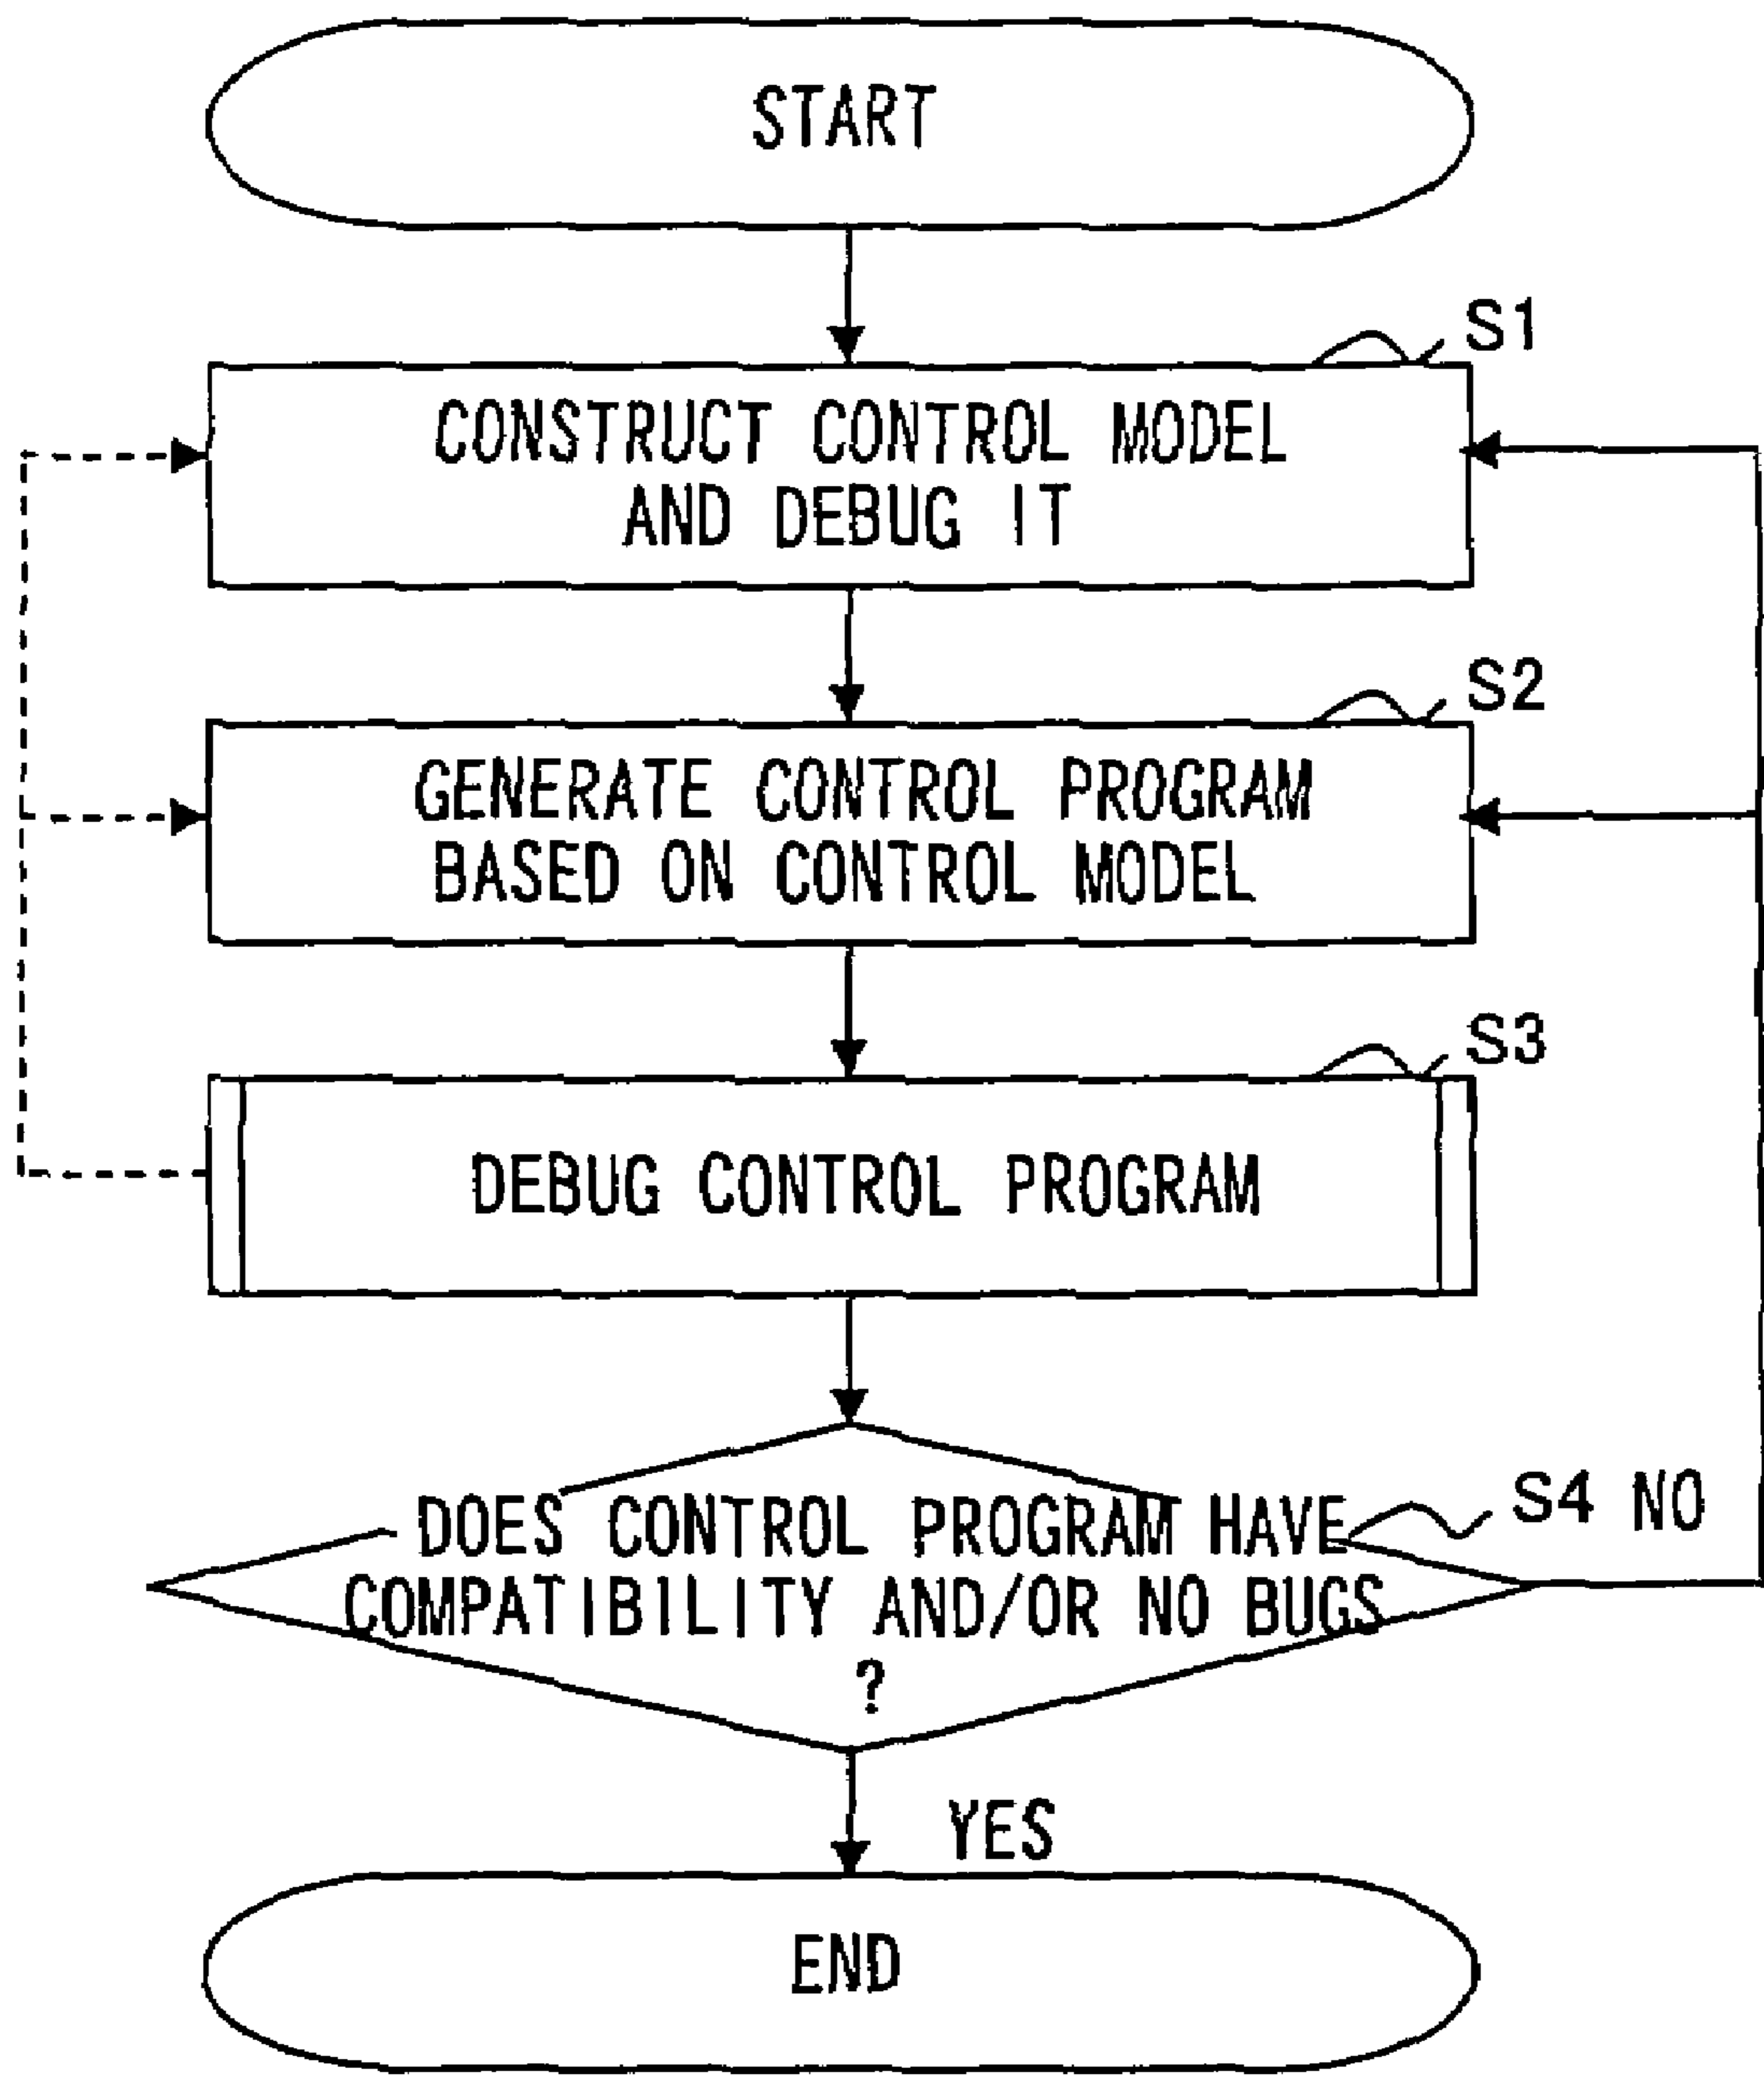 START
S1
CONSTRUCT CONTROL MODEL
AND DEBUG IT
S2
GENERATE CONTROL PROGRAM
BASED ON CONTROL MODEL
S3
DEBUG CONTROL PROGRAM
S4 NO
DOES CONTROL PROGRAM HAVE
COMPATIBILITY AND/OR NO BUGS
?
YES
END